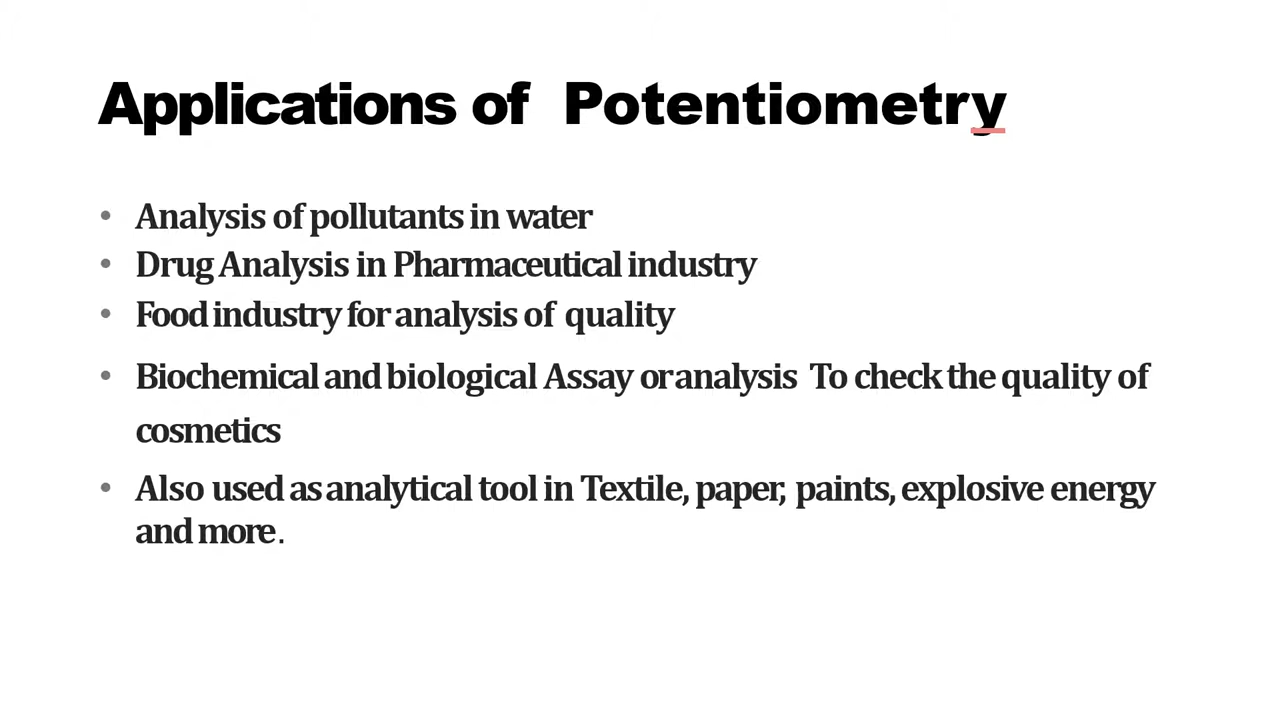 Applications of Potentiometry
• Analysis of pollutants in water
• Drug Analysis in Pharmaceutical industry
• Food industry for analysis of quality
• Biochemical and biological Assay or analysis To check the quality of
cosmetics
• Also used as analytical tool in Textile, paper, paints, explosive energy
and more.